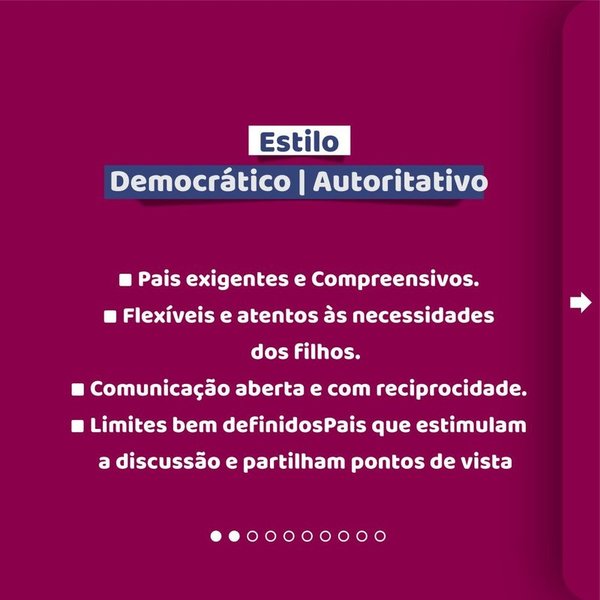 Estilo
Democrático | Autoritativo
■ Pais exigentes e Compreensivos.
■ Flexíveis e atentos às necessidades
dos filhos.
■ Comunicação aberta e com reciprocidade.
■ Limites bem definidosPais que estimulam
a discussão e partilham pontos de vista